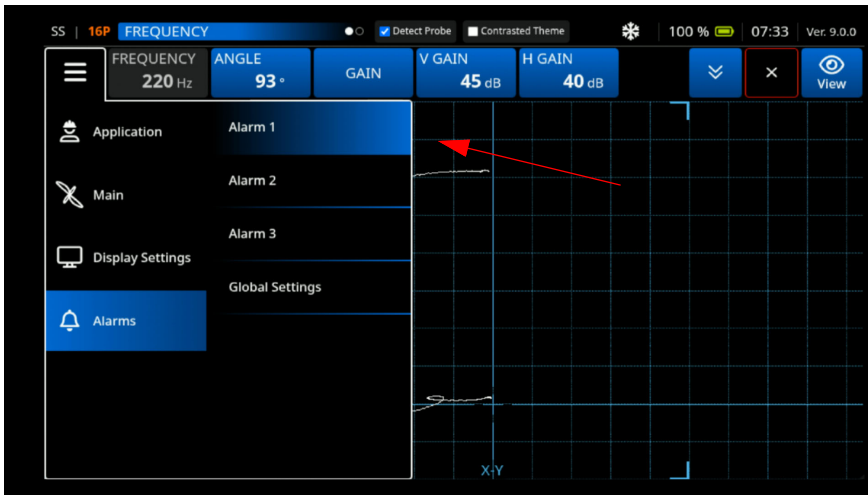 SS | 16P FREQUENCY Detect Probe Contrasted Theme 100 % 07:33 Ver. 9.0.0
FREQUENCY ANGLE GAIN V GAIN H GAIN
220 Hz 93 ° 45 dB 40 dB View
Application
Main
Display Settings
Alarms
Alarm 1
Alarm 2
Alarm 3
Global Settings
X-Y